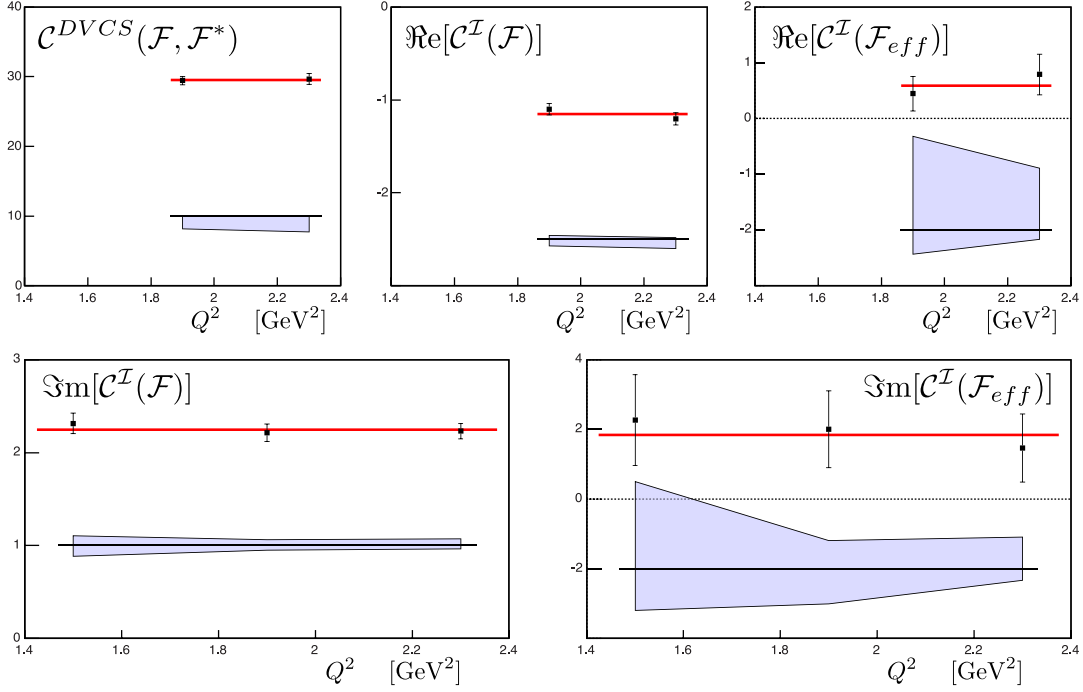 40
30
20
10
0
𝒞^{DVCS}(ℱ, ℱ*)
1.4 1.6 1.8 2 2.2 2.4
Q² [GeV²]
0
-1
-2
ℜe[𝒞^ℐ(ℱ)]
1.4 1.6 1.8 2 2.2 2.4
Q² [GeV²]
2
1
0
-1
-2
ℜe[𝒞^ℐ(ℱ_{eff})]
1.4 1.6 1.8 2 2.2 2.4
Q² [GeV²]
3
2
1
0
ℑm[𝒞^ℐ(ℱ)]
1.4 1.6 1.8 2 2.2 2.4
Q² [GeV²]
4
2
0
-2
-4
ℑm[𝒞^ℐ(ℱ_{eff})]
1.4 1.6 1.8 2 2.2 2.4
Q² [GeV²]